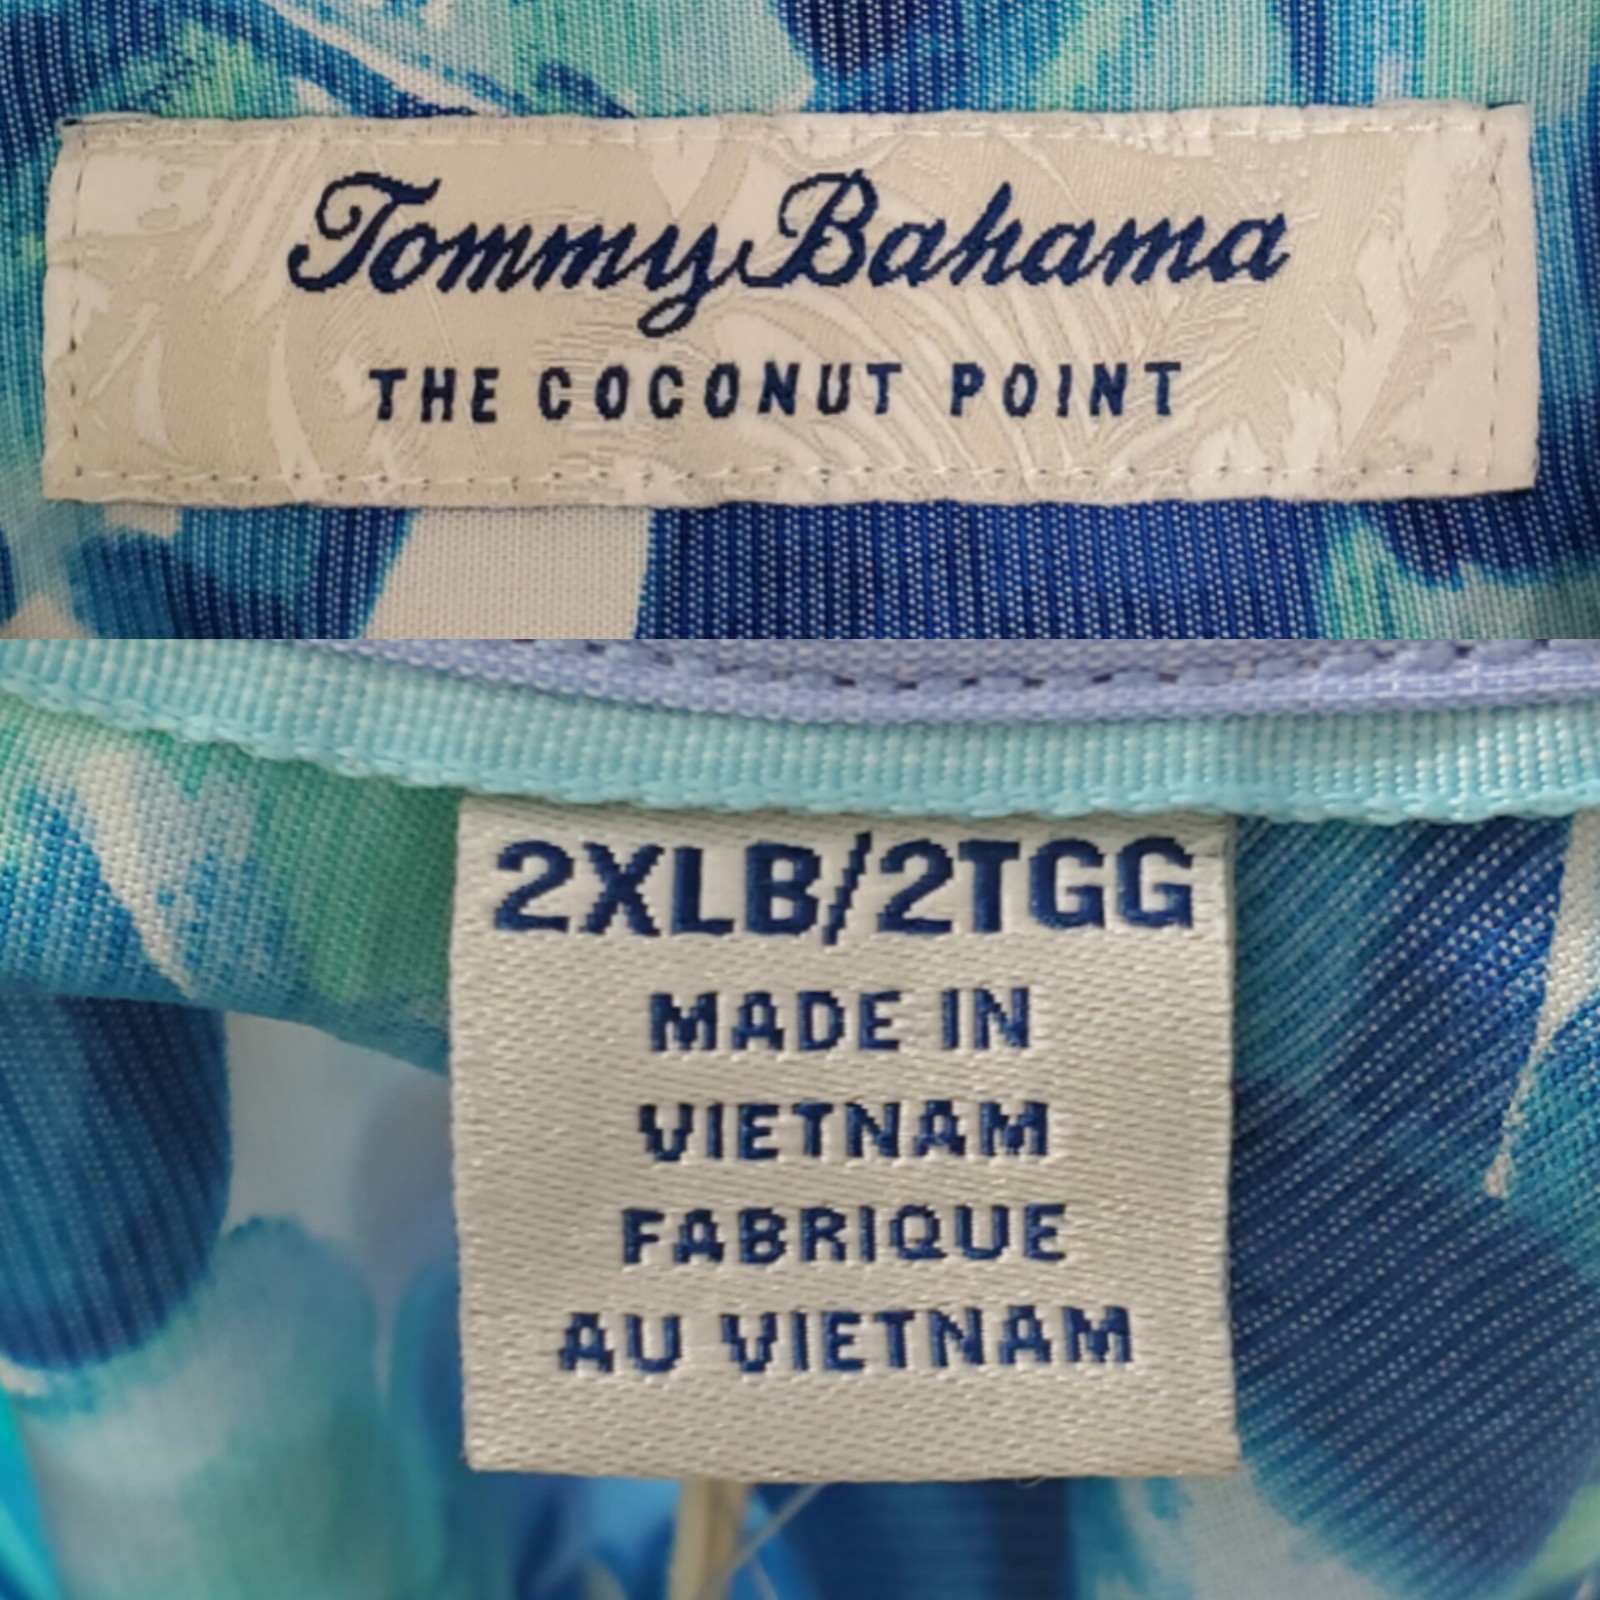 Tommy Bahama
THE COCONUT POINT
2XLB/2TGG
MADE IN
VIETNAM
FABRIQUE
AU VIETNAM